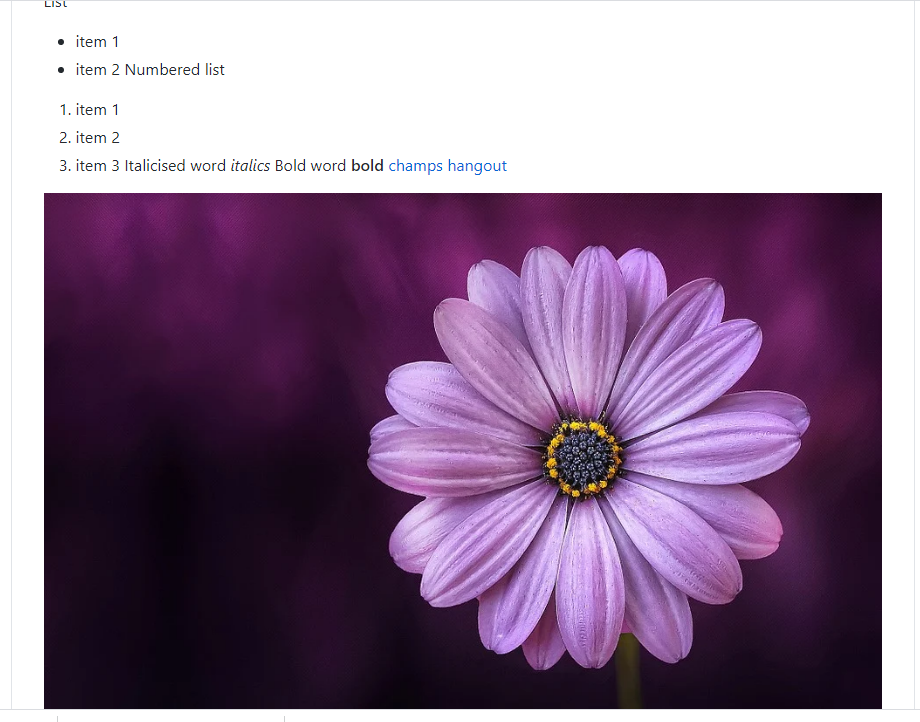 List
item 1
item 2 Numbered list
1. item 1
2. item 2
3. item 3 Italicised word italics Bold word bold champs hangout